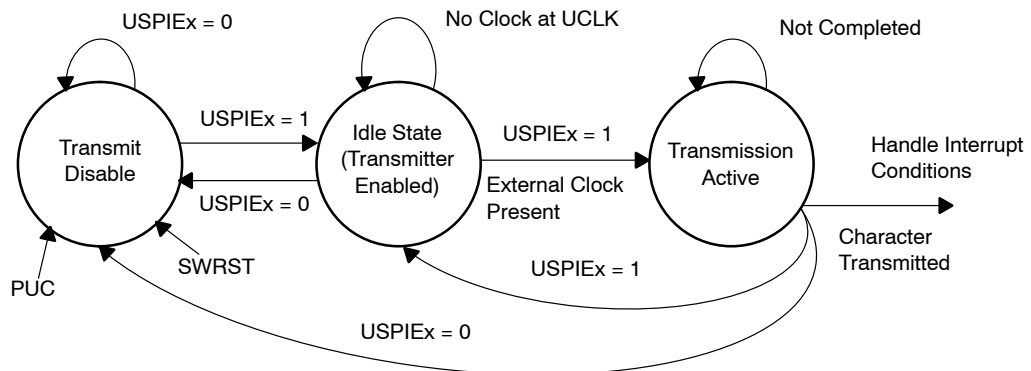 USPIEx = 0
No Clock at UCLK
Not Completed
Transmit
Disable
USPIEx = 1
USPIEx = 0
Idle State
(Transmitter
Enabled)
USPIEx = 1
External Clock
Present
Transmission
Active
Handle Interrupt
Conditions
Character
Transmitted
PUC
SWRST
USPIEx = 1
USPIEx = 0